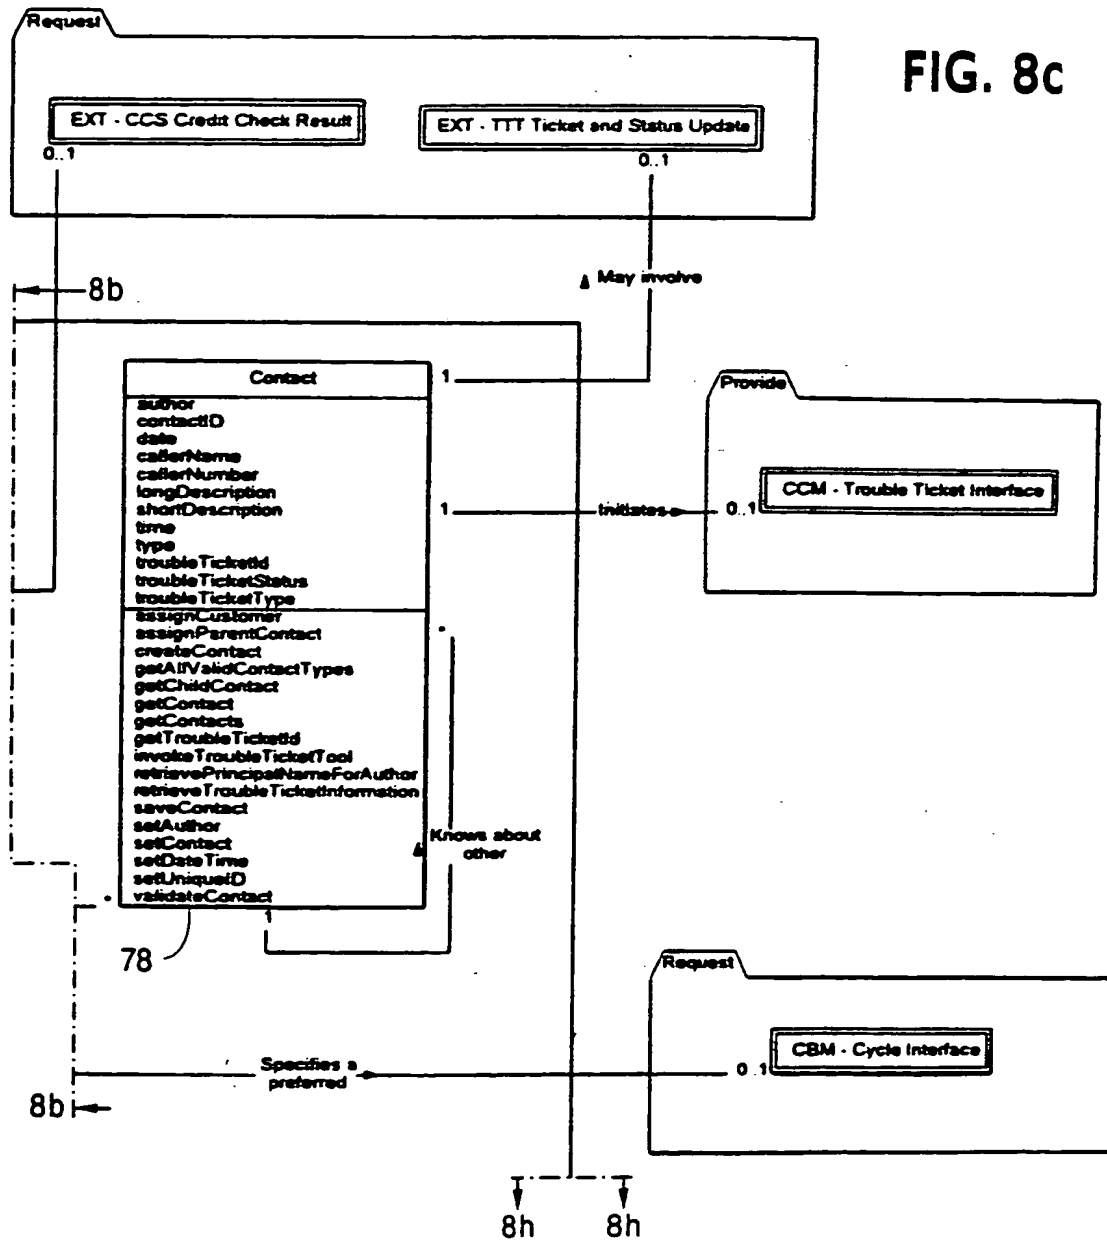 Request
FIG. 8c
EXT - CCS Credit Check Result
EXT - TTT Ticket and Status Update
0..1
0..1
May involve
8b
Contact
1
author
contactID
date
callerName
callerNumber
longDescription
shortDescription
time
type
troubleTicketId
troubleTicketStatus
troubleTicketType
1
Initiates
0..1
Provide
CCM - Trouble Ticket Interface
assignCustomer
assignParentContact
createContact
getAllValidContactTypes
getChildContact
getContact
getContacts
getTroubleTicketId
invokeTroubleTicketTool
retrievePrincipalNameForAuthor
retrieveTroubleTicketInformation
saveContact
setAuthor
setContact
setDateTime
setUniqueID
validateContact
*
Knows about
other
*
1
78
Request
CBM - Cycle Interface
Specifies a
preferred
0..1
8b
8h
8h